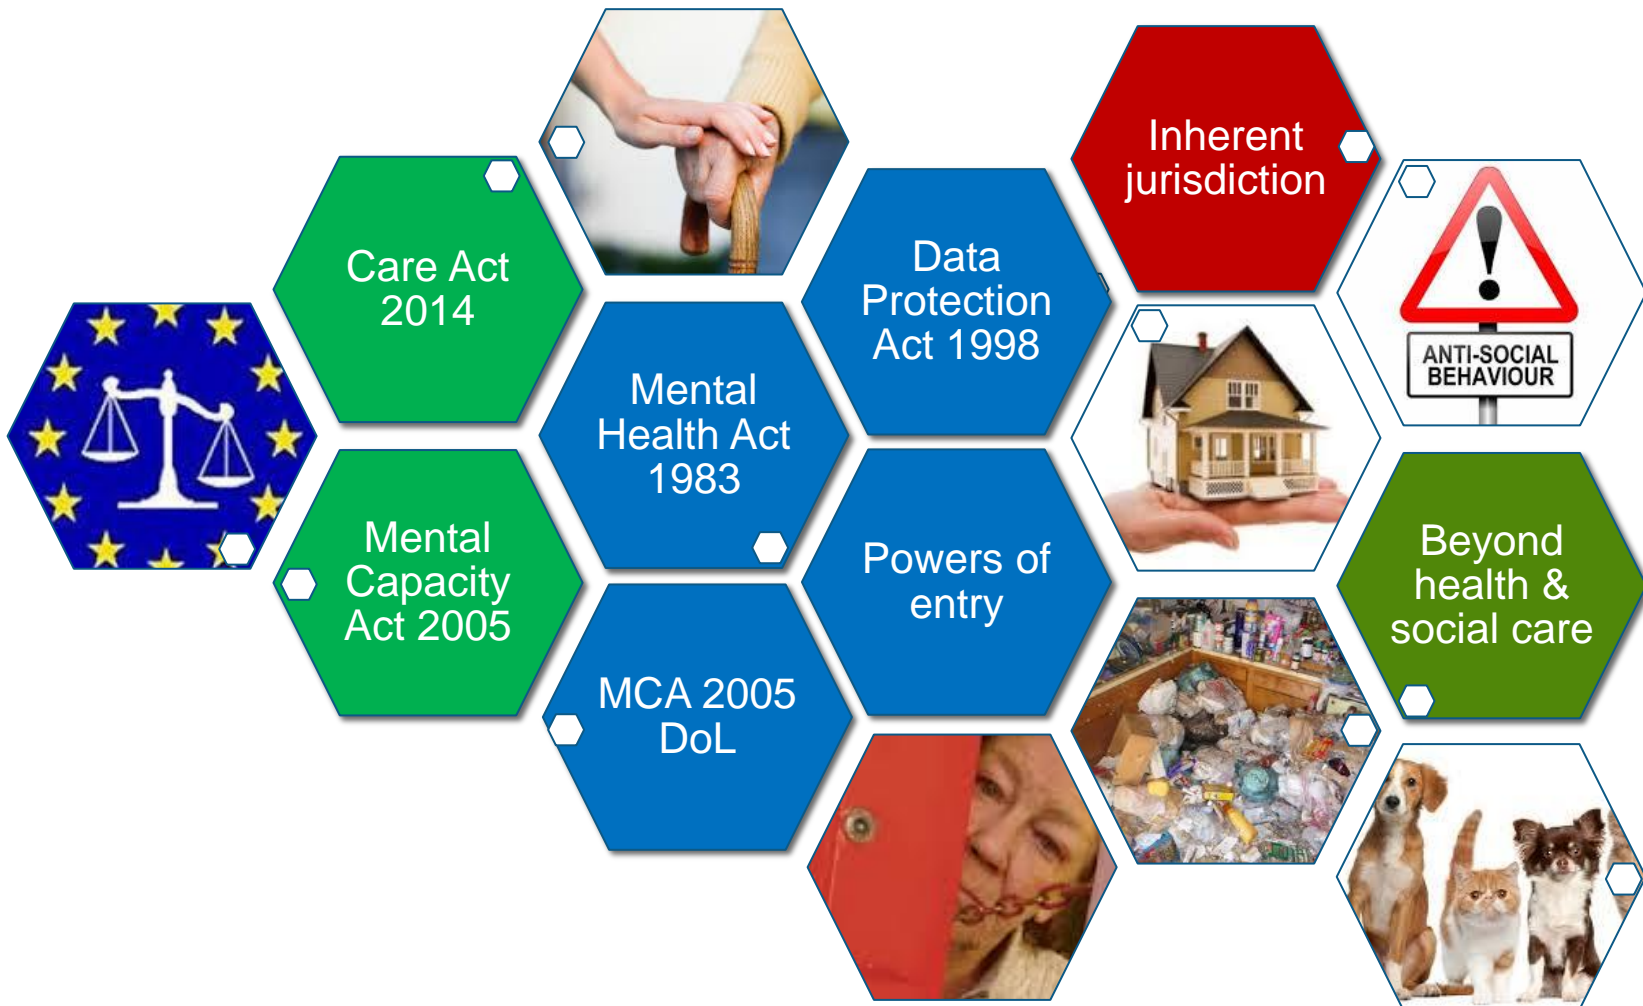 Care Act
2014
Mental
Capacity
Act 2005
Mental
Health Act
1983
MCA 2005
DoL
Data
Protection
Act 1998
Powers of
entry
Inherent
jurisdiction
ANTI-SOCIAL
BEHAVIOUR
Beyond
health &
social care